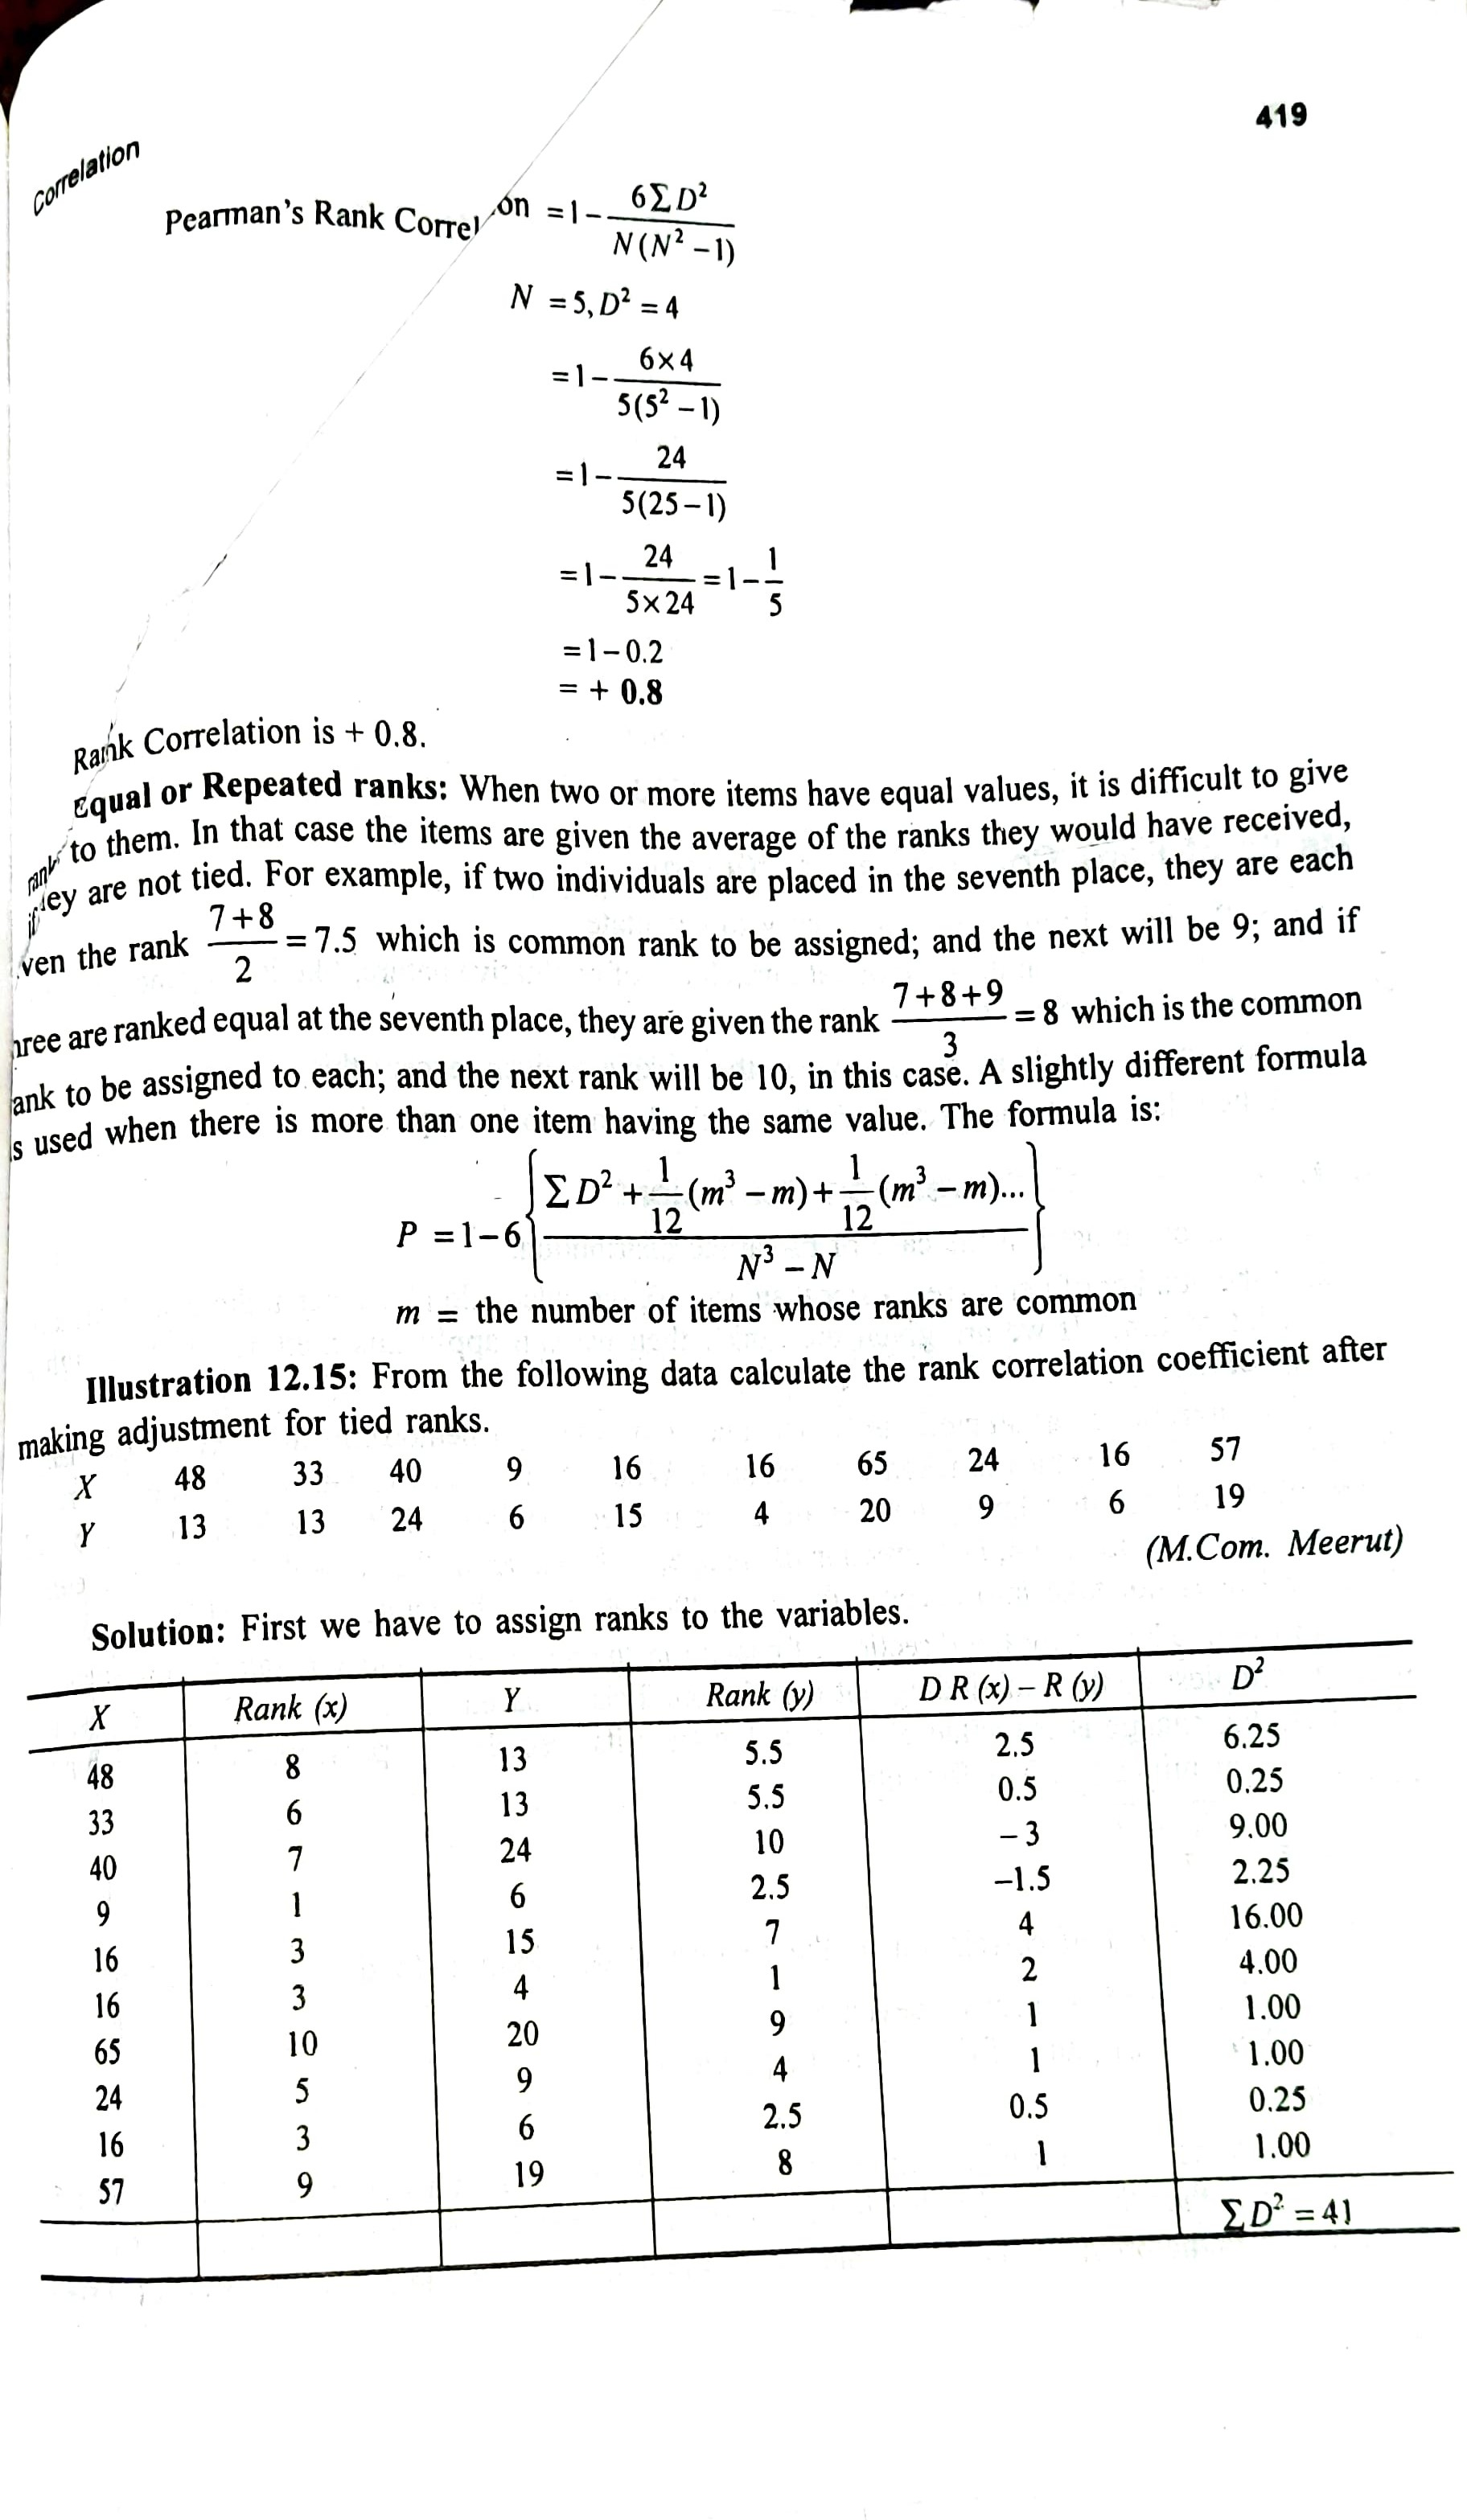 419
Correlation
Pearman's Rank Correl on = 1 - 6∑D² / N(N² - 1)
N = 5, D² = 4
= 1 - 6×4 / 5(5² - 1)
= 1 - 24 / 5(25 - 1)
= 1 - 24 / 5×24 = 1 - 1/5
= 1 - 0.2
= + 0.8
Rank Correlation is + 0.8.
Equal or Repeated ranks: When two or more items have equal values, it is difficult to give
rank to them. In that case the items are given the average of the ranks they would have received,
if ey are not tied. For example, if two individuals are placed in the seventh place, they are each
ven the rank 7+8 / 2 = 7.5 which is common rank to be assigned; and the next will be 9; and if
hree are ranked equal at the seventh place, they are given the rank 7+8+9 / 3 = 8 which is the common
ank to be assigned to each; and the next rank will be 10, in this case. A slightly different formula
s used when there is more than one item having the same value. The formula is:
P = 1 - 6 { ∑D² + 1/12 (m³ - m) + 1/12 (m³ - m)... / N³ - N }
m = the number of items whose ranks are common
Illustration 12.15: From the following data calculate the rank correlation coefficient after
making adjustment for tied ranks.
X 48 33 40 9 16 16 65 24 16 57
Y 13 13 24 6 15 4 20 9 6 19
(M.Com. Meerut)
Solution: First we have to assign ranks to the variables.
X Rank (x) Y Rank (y) D R (x) – R (y) D²
48 8 13 5.5 2.5 6.25
33 6 13 5.5 0.5 0.25
40 7 24 10 – 3 9.00
9 1 6 2.5 –1.5 2.25
16 3 15 7 4 16.00
16 3 4 1 2 4.00
65 10 20 9 1 1.00
24 5 9 4 1 1.00
16 3 6 2.5 0.5 0.25
57 9 19 8 1 1.00
∑D² = 41